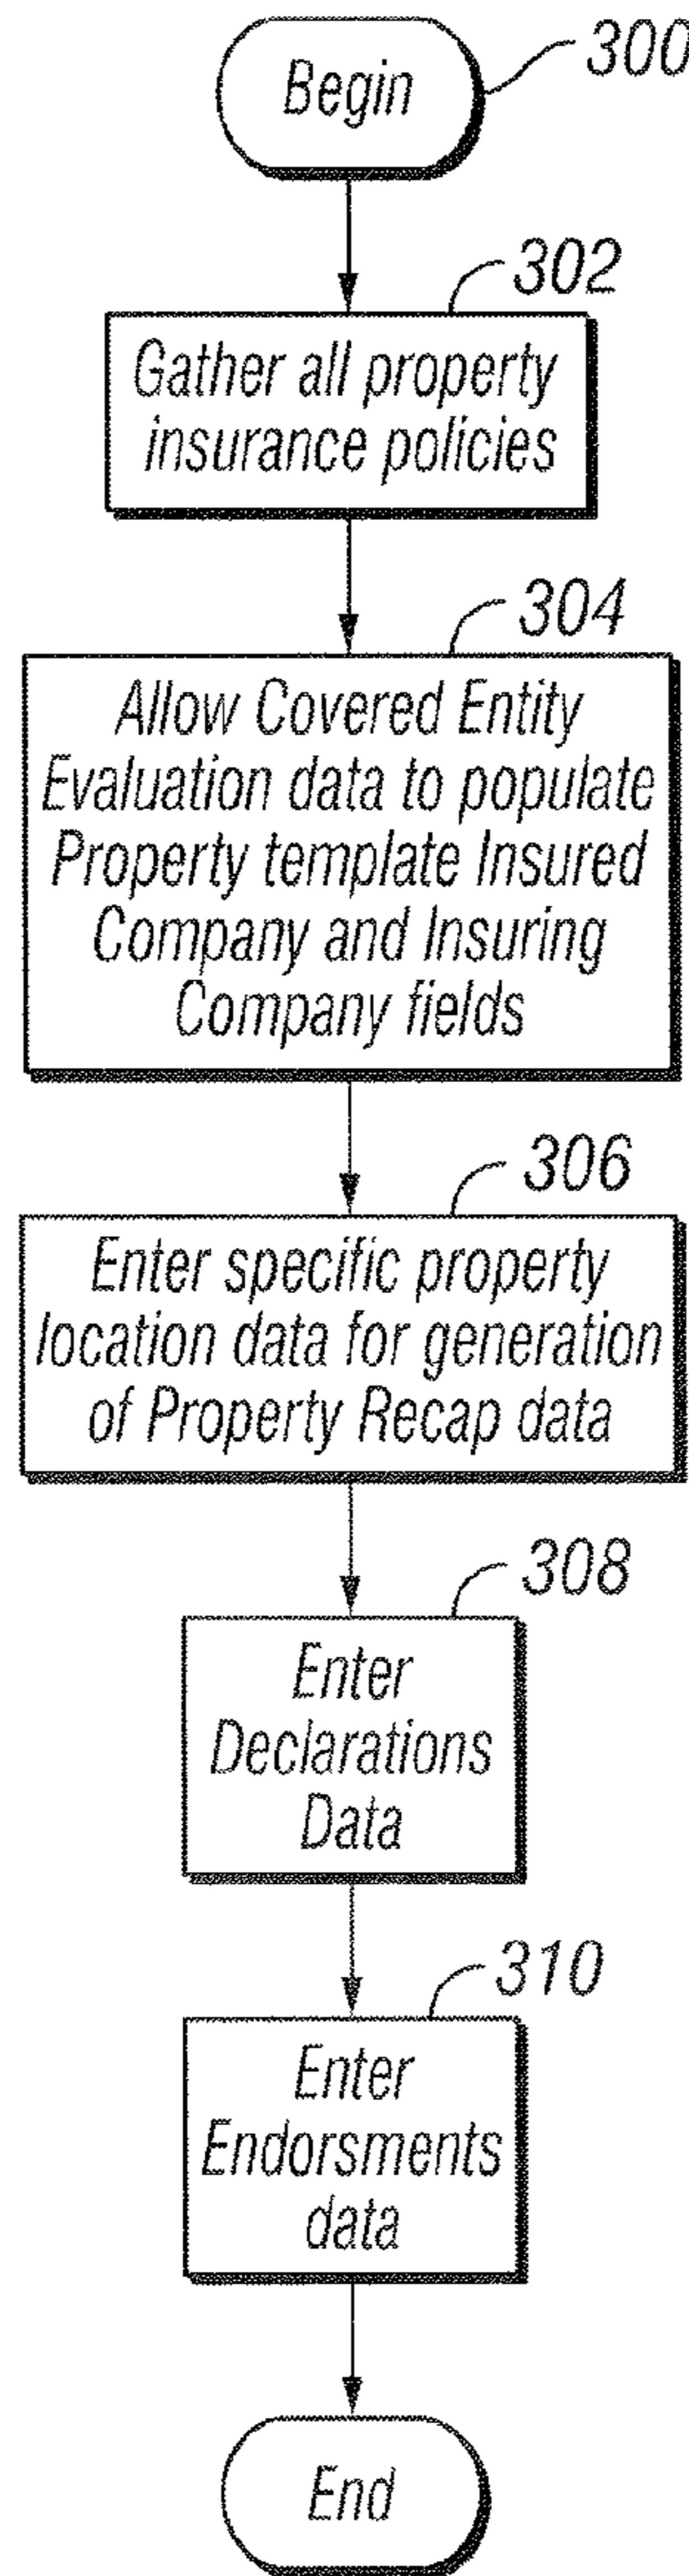 300
Begin
302
Gather all property
insurance policies
304
Allow Covered Entity
Evaluation data to populate
Property template Insured
Company and Insuring
Company fields
306
Enter specific property
location data for generation
of Property Recap data
308
Enter
Declarations
Data
310
Enter
Endorsments
data
End